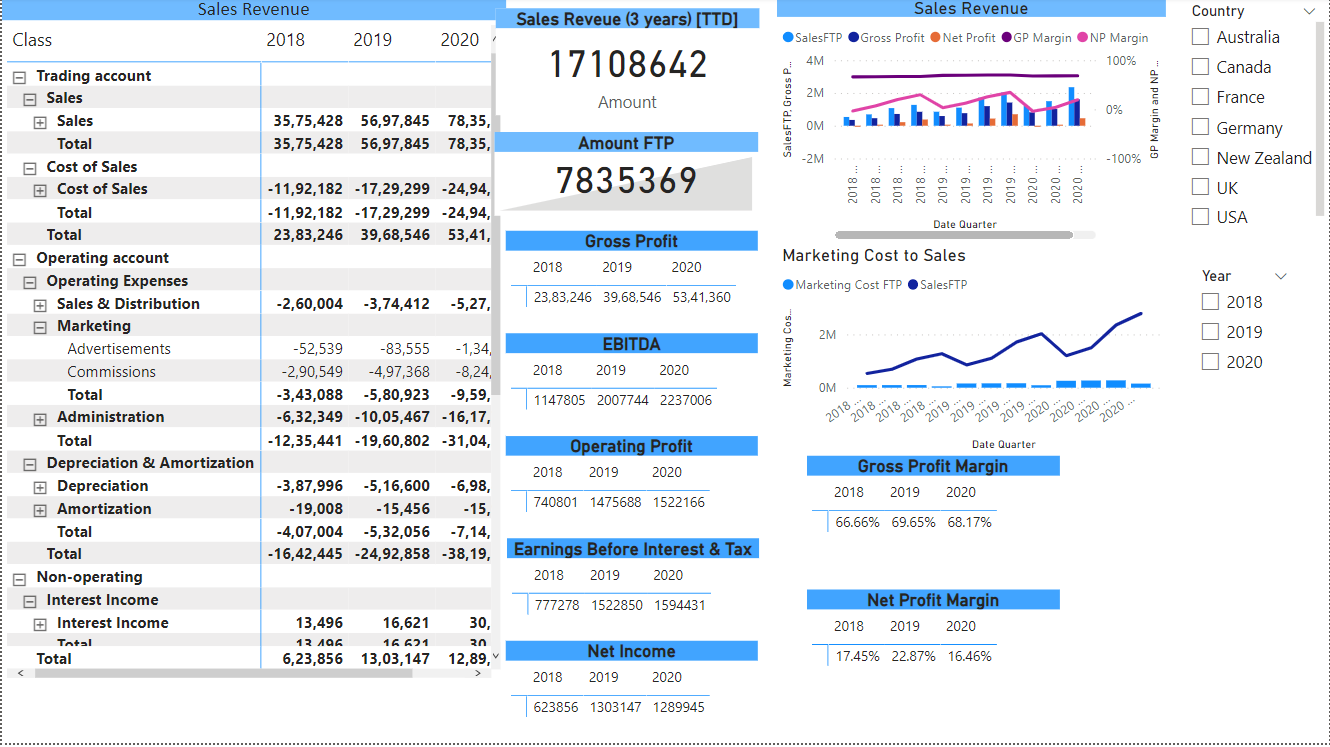 Sales Revenue
Class 2018 2019 2020
Trading account
Sales
Sales 35,75,428 56,97,845 78,35,
Total 35,75,428 56,97,845 78,35,
Cost of Sales
Cost of Sales -11,92,182 -17,29,299 -24,94,
Total -11,92,182 -17,29,299 -24,94,
Total 23,83,246 39,68,546 53,41,
Operating account
Operating Expenses
Sales & Distribution -2,60,004 -3,74,412 -5,27,
Marketing
Advertisements -52,539 -83,555 -1,34,
Commissions -2,90,549 -4,97,368 -8,24,
Total -3,43,088 -5,80,923 -9,59,
Administration -6,32,349 -10,05,467 -16,17,
Total -12,35,441 -19,60,802 -31,04,
Depreciation & Amortization
Depreciation -3,87,996 -5,16,600 -6,98,
Amortization -19,008 -15,456 -15,
Total -4,07,004 -5,32,056 -7,14,
Total -16,42,445 -24,92,858 -38,19,
Non-operating
Interest Income
Interest Income 13,496 16,621 30,
Total 13,496 16,621 30,
Total 6,23,856 13,03,147 12,89,
Sales Reveue (3 years) [TTD]
17108642
Amount
Amount FTP
7835369
Gross Profit
2018 2019 2020
23,83,246 39,68,546 53,41,360
EBITDA
2018 2019 2020
1147805 2007744 2237006
Operating Profit
2018 2019 2020
740801 1475688 1522166
Earnings Before Interest & Tax
2018 2019 2020
777278 1522850 1594431
Net Income
2018 2019 2020
623856 1303147 1289945
Sales Revenue
SalesFTP Gross Profit Net Profit GP Margin NP Margin
SalesFTP, Gross P...
4M
2M
0M
-2M
100%
0%
-100%
GP Margin and NP ...
2018 ... 2018 ... 2018 ... 2018 ... 2019 ... 2019 ... 2019 ... 2019 ... 2020 ... 2020 ... 2020 ...
Date Quarter
Marketing Cost to Sales
Marketing Cost FTP SalesFTP
Marketing Cos...
2M
0M
2018 ... 2018 ... 2018 ... 2018 ... 2019 ... 2019 ... 2019 ... 2019 ... 2020 ... 2020 ... 2020 ... 2020 ...
Date Quarter
Gross Profit Margin
2018 2019 2020
66.66% 69.65% 68.17%
Net Profit Margin
2018 2019 2020
17.45% 22.87% 16.46%
Country
Australia
Canada
France
Germany
New Zealand
UK
USA
Year
2018
2019
2020